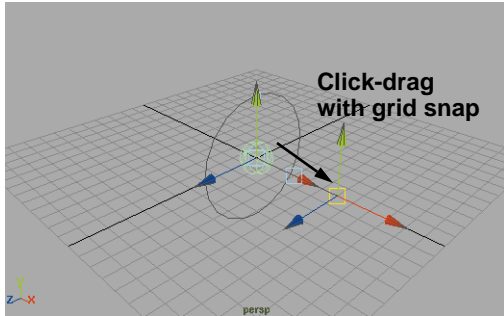 Click-drag
with grid snap
Y
Z X
persp